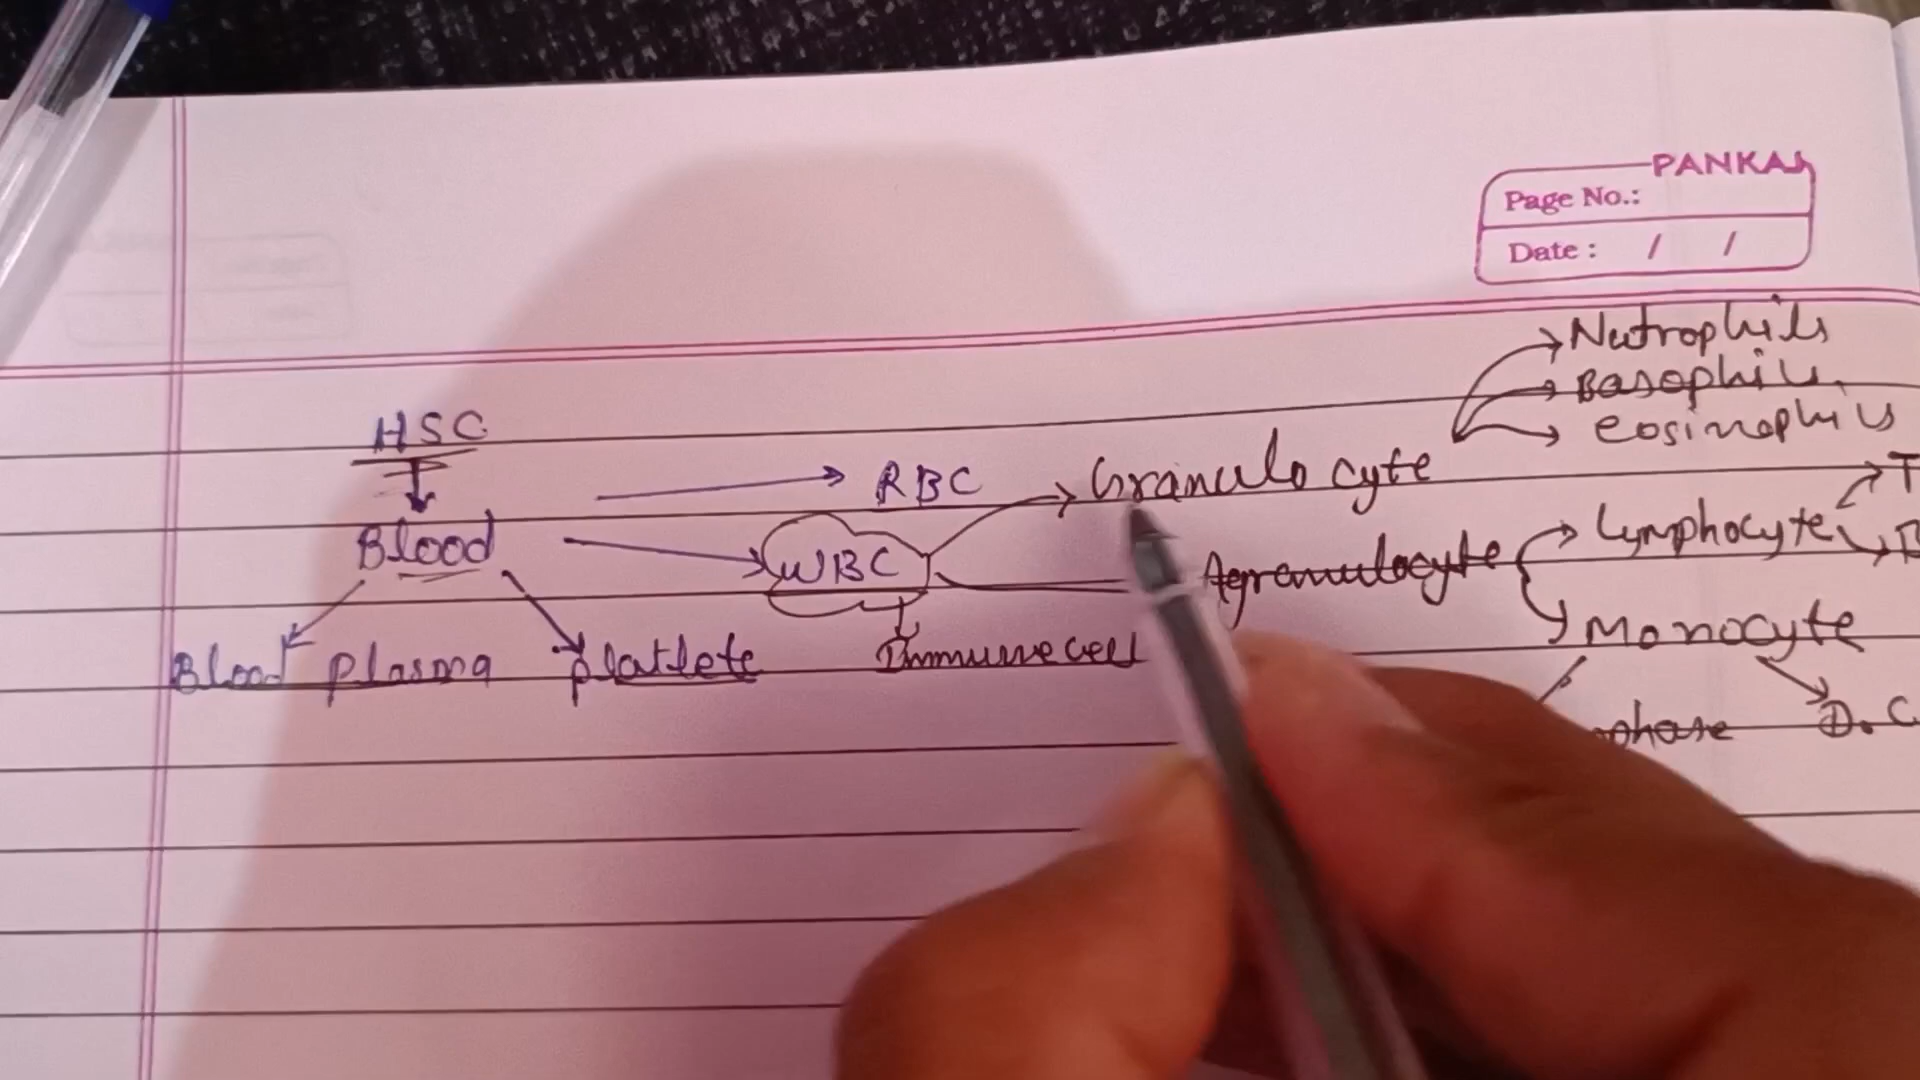 PANKAJ
Page No.:
Date : / /
Nutrophils
Basophils
eosinophils
HSC
RBC
Granulocyte
T
Blood
WBC
Agranulocyte
Lymphocyte
B
Blood plasma
platlete
Immune cell
Monocyte
D.C